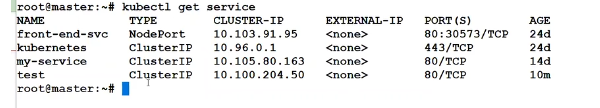 root@master:~# kubectl get service
NAME TYPE CLUSTER-IP EXTERNAL-IP PORT(S) AGE
front-end-svc NodePort 10.103.91.95 <none> 80:30573/TCP 24d
kubernetes ClusterIP 10.96.0.1 <none> 443/TCP 24d
my-service ClusterIP 10.105.80.163 <none> 80/TCP 14d
test ClusterIP 10.100.204.50 <none> 80/TCP 10m
root@master:~#